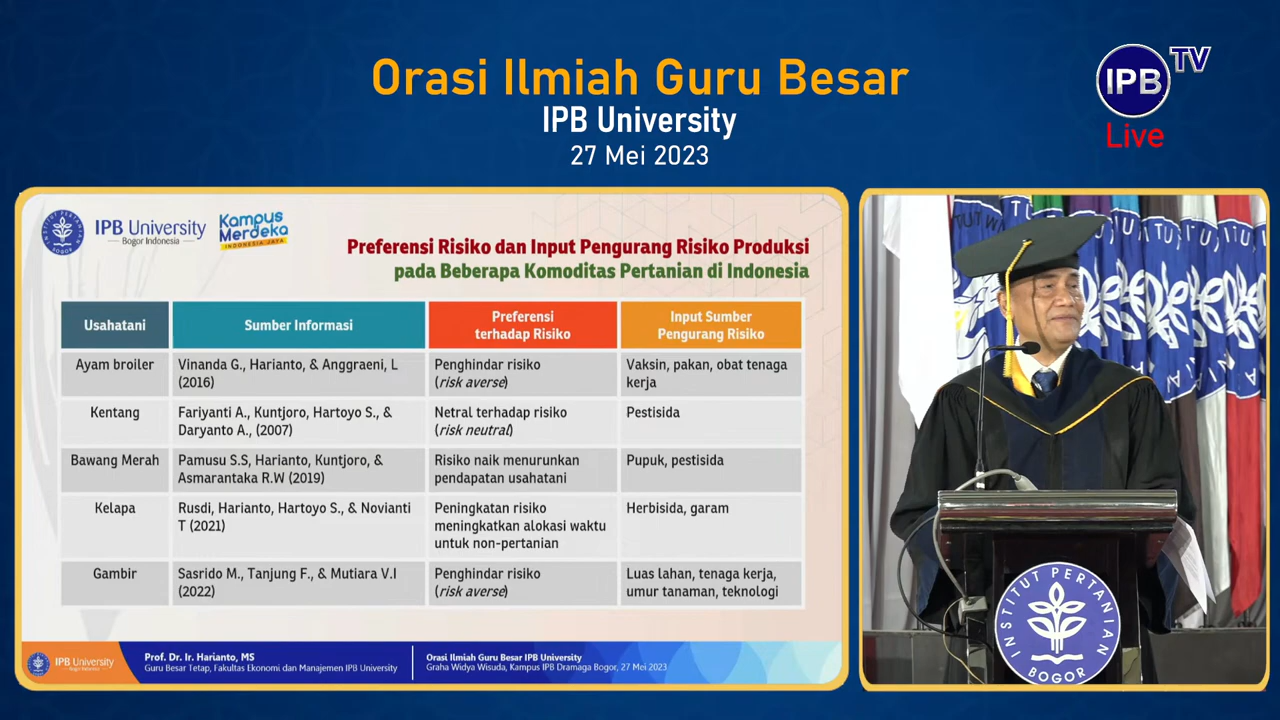 Orasi Ilmiah Guru Besar
IPB University
27 Mei 2023
IPB TV
Live
INSTITUT PERTANIAN BOGOR
IPB University
Bogor Indonesia
Kampus
Merdeka
INDONESIA JAYA
Preferensi Risiko dan Input Pengurang Risiko Produksi
pada Beberapa Komoditas Pertanian di Indonesia
Usahatani
Sumber Informasi
Preferensi
terhadap Risiko
Input Sumber
Pengurang Risiko
Ayam broiler
Vinanda G., Harianto, & Anggraeni, L
(2016)
Penghindar risiko
(risk averse)
Vaksin, pakan, obat tenaga
kerja
Kentang
Fariyanti A., Kuntjoro, Hartoyo S., &
Daryanto A., (2007)
Netral terhadap risiko
(risk neutral)
Pestisida
Bawang Merah
Pamusu S.S, Harianto, Kuntjoro, &
Asmarantaka R.W (2019)
Risiko naik menurunkan
pendapatan usahatani
Pupuk, pestisida
Kelapa
Rusdi, Harianto, Hartoyo S., & Novianti
T (2021)
Peningkatan risiko
meningkatkan alokasi waktu
untuk non-pertanian
Herbisida, garam
Gambir
Sasrido M., Tanjung F., & Mutiara V.I
(2022)
Penghindar risiko
(risk averse)
Luas lahan, tenaga kerja,
umur tanaman, teknologi
IPB University
Prof. Dr. Ir. Harianto, MS
Guru Besar Tetap, Fakultas Ekonomi dan Manajemen IPB University
Orasi Ilmiah Guru Besar IPB University
Graha Widya Wisuda, Kampus IPB Dramaga Bogor, 27 Mei 2023
INSTITUT PERTANIAN
BOGOR